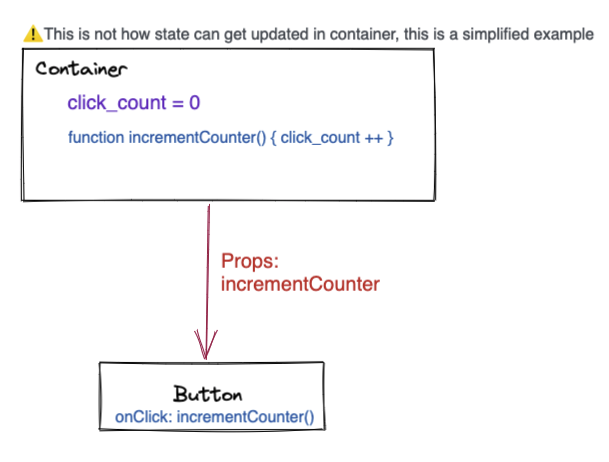 ⚠️This is not how state can get updated in container, this is a simplified example
Container
click_count = 0
function incrementCounter() { click_count ++ }
Props:
incrementCounter
Button
onClick: incrementCounter()